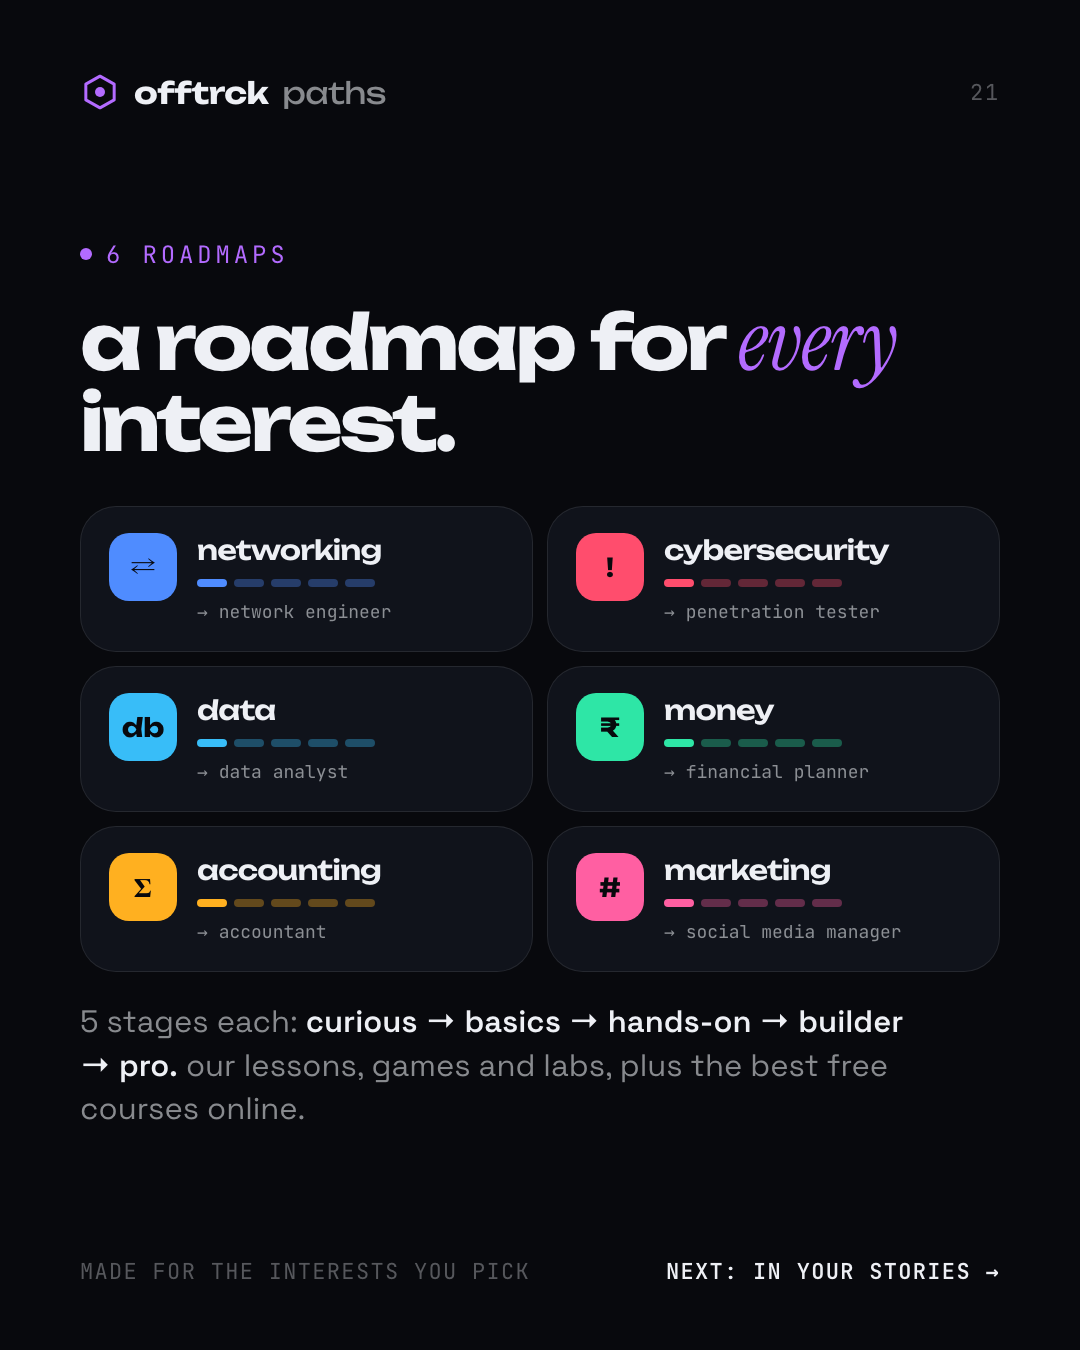 offtrck paths
21
6 ROADMAPS
a roadmap for every
interest.
⇄
networking
→ network engineer
!
cybersecurity
→ penetration tester
db
data
→ data analyst
₹
money
→ financial planner
Σ
accounting
→ accountant
#
marketing
→ social media manager
5 stages each: curious → basics → hands-on → builder
→ pro. our lessons, games and labs, plus the best free
courses online.
MADE FOR THE INTERESTS YOU PICK
NEXT: IN YOUR STORIES →